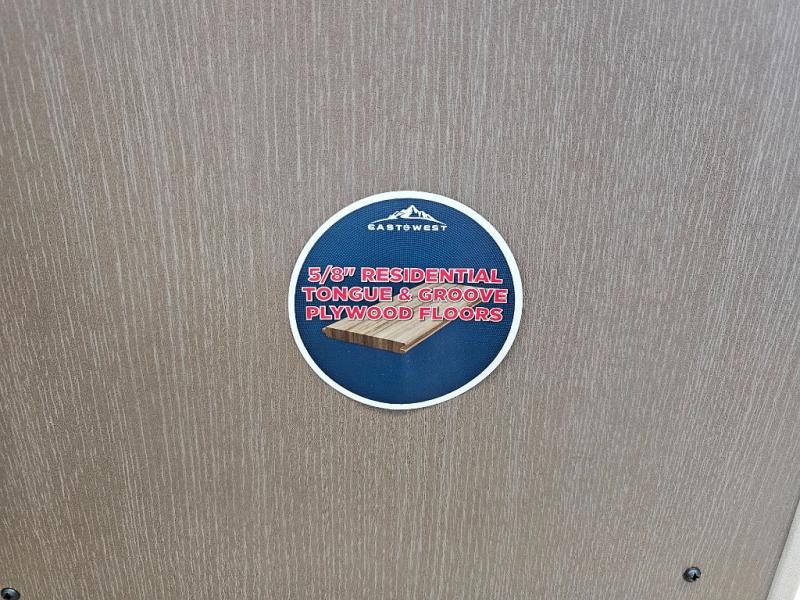 EAST TO WEST
5/8" RESIDENTIAL
TONGUE & GROOVE
PLYWOOD FLOORS